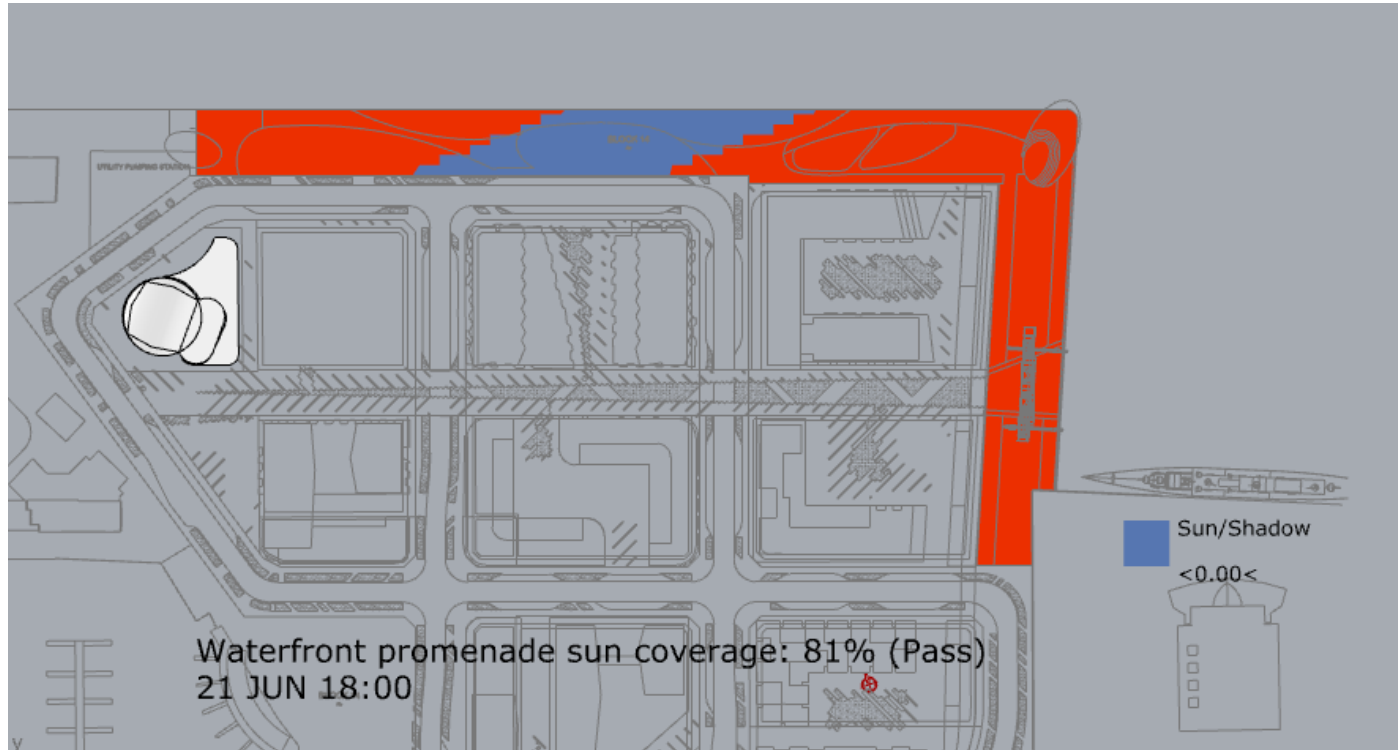 UTILITY PUMPING STATION
Sun/Shadow
<0.00<
Waterfront promenade sun coverage: 81% (Pass)
21 JUN 18:00
y